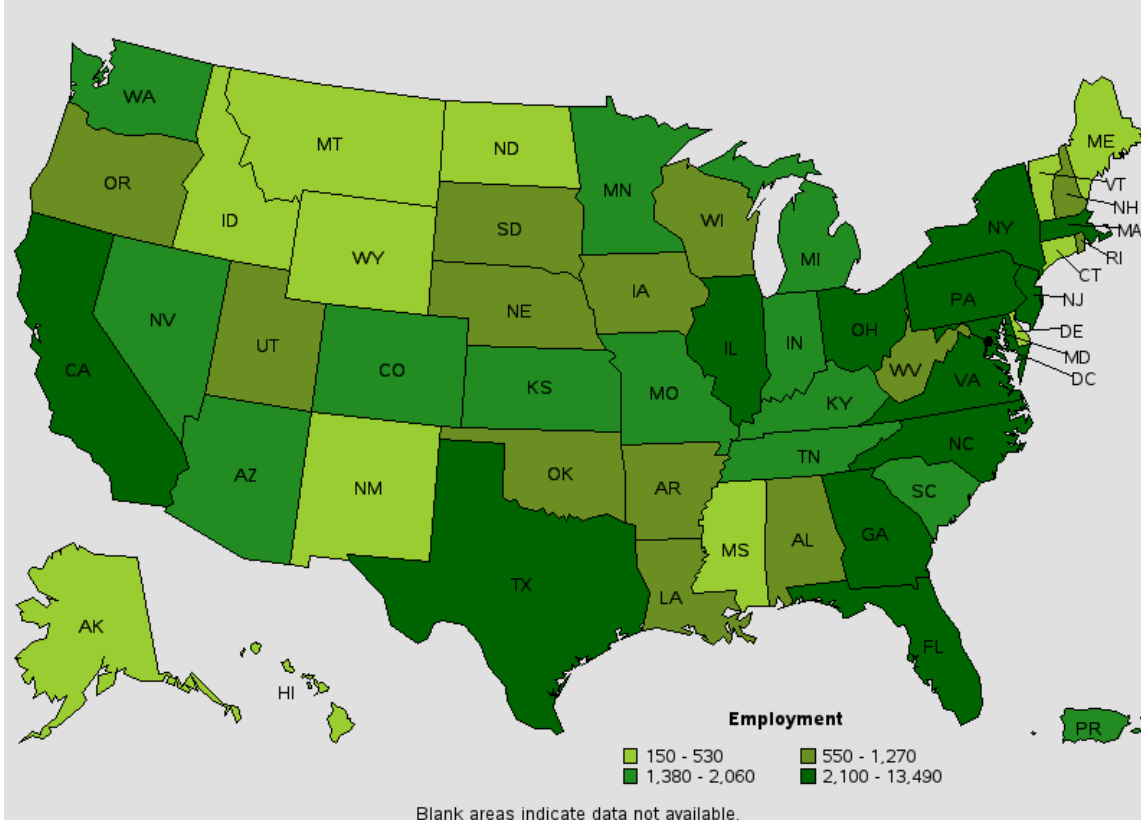 WA
MT
ND
MN
ME
VT
OR
ID
SD
WI
NH
MA
NY
WY
MI
RI
CT
IA
PA
NJ
NE
NV
UT
OH
DE
IL
IN
MD
CA
CO
WV
VA
DC
KS
MO
KY
NC
TN
AZ
OK
NM
AR
SC
MS
AL
GA
TX
LA
AK
FL
HI
PR
Employment
150 - 530
550 - 1,270
1,380 - 2,060
2,100 - 13,490
Blank areas indicate data not available.